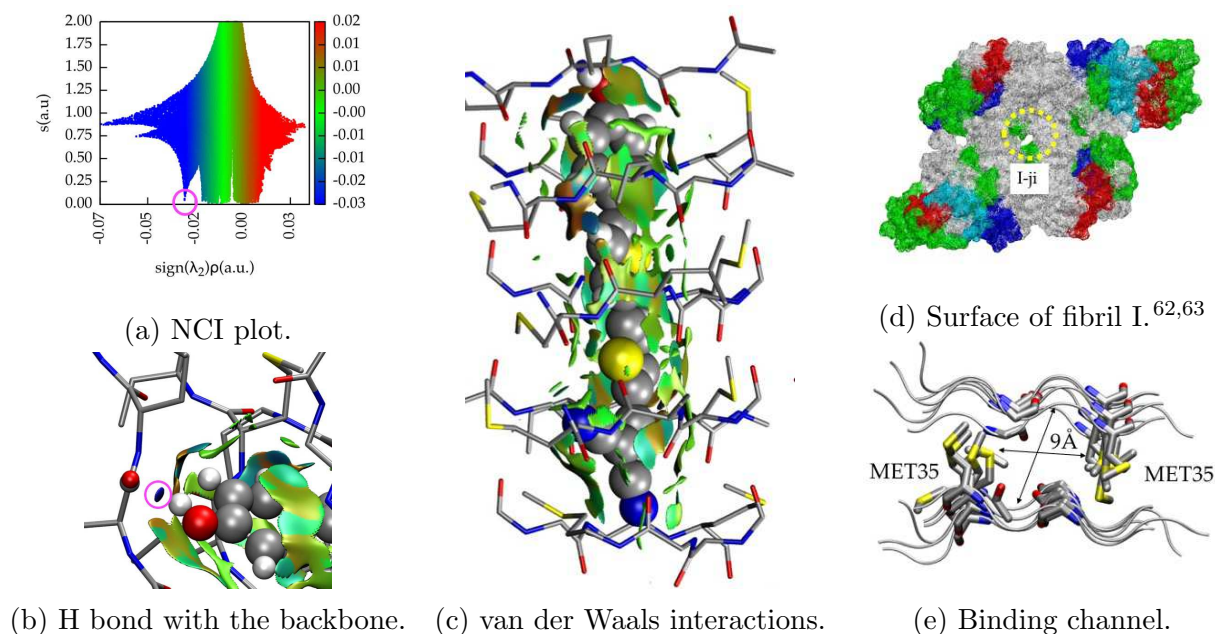 2.00
1.75
1.50
1.25
1.00
0.75
0.50
0.25
0.00
s(a.u)
-0.07
-0.05
-0.02
0.00
0.03
sign(λ₂)ρ(a.u.)
0.02
0.02
0.01
0.01
0.00
-0.00
-0.01
-0.01
-0.02
-0.03
(a) NCI plot.
(b) H bond with the backbone.
(c) van der Waals interactions.
I-ji
(d) Surface of fibril I.⁶²,⁶³
9Å
MET35
MET35
(e) Binding channel.